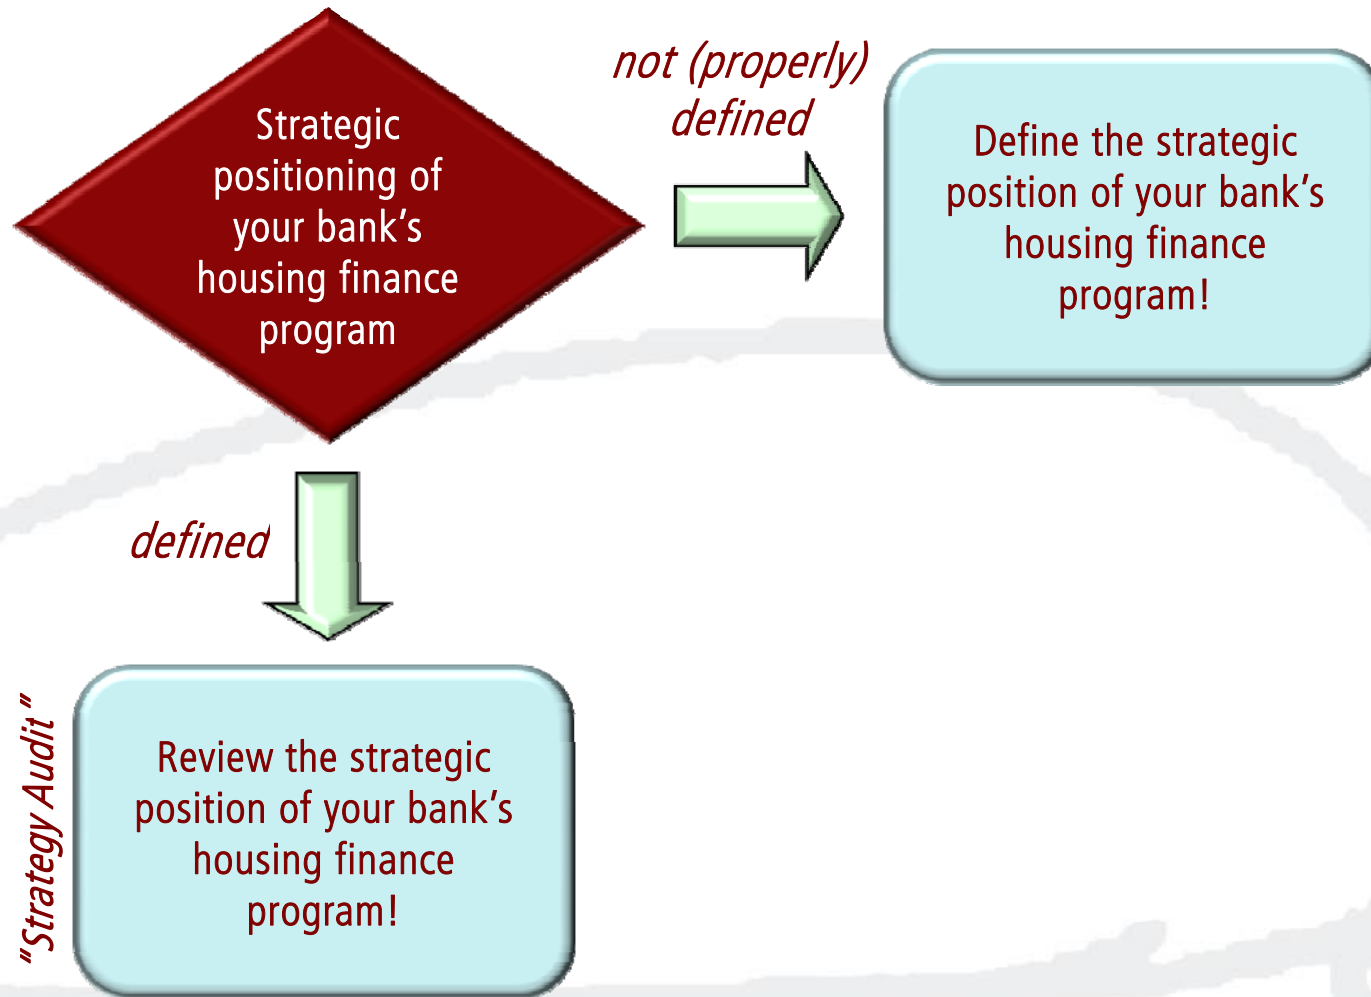 Strategic
positioning of
your bank's
housing finance
program
not (properly)
defined
Define the strategic
position of your bank's
housing finance
program!
defined
"Strategy Audit"
Review the strategic
position of your bank's
housing finance
program!